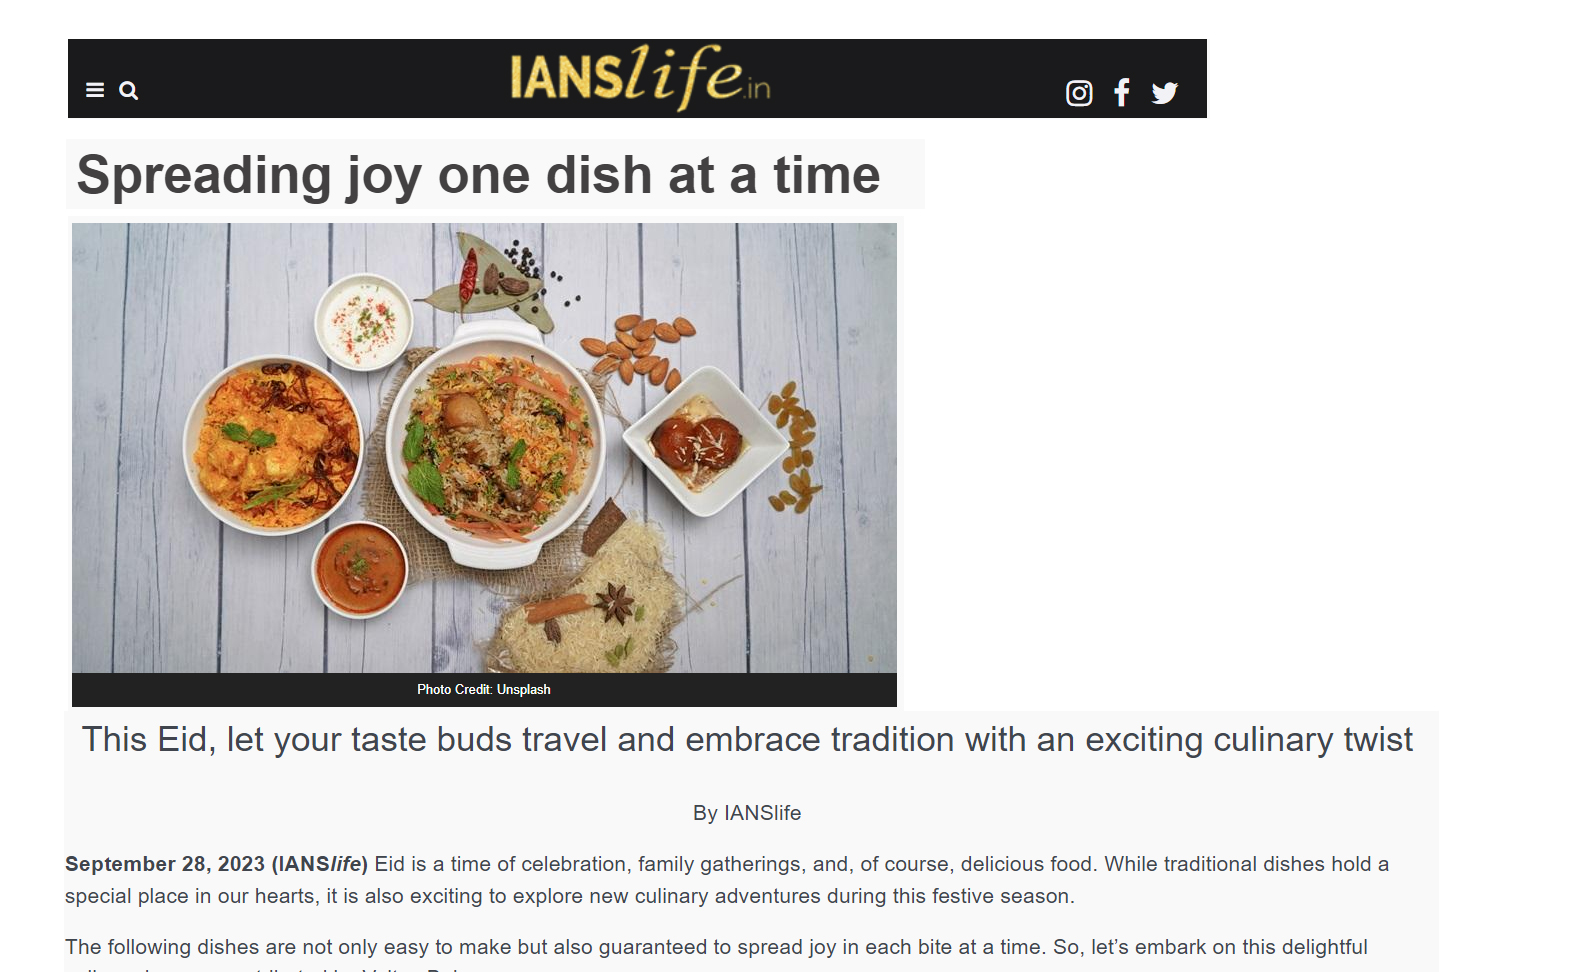 IANSlife.in
Spreading joy one dish at a time
Photo Credit: Unsplash
This Eid, let your taste buds travel and embrace tradition with an exciting culinary twist
By IANSlife
September 28, 2023 (IANSlife) Eid is a time of celebration, family gatherings, and, of course, delicious food. While traditional dishes hold a
special place in our hearts, it is also exciting to explore new culinary adventures during this festive season.
The following dishes are not only easy to make but also guaranteed to spread joy in each bite at a time. So, let’s embark on this delightful